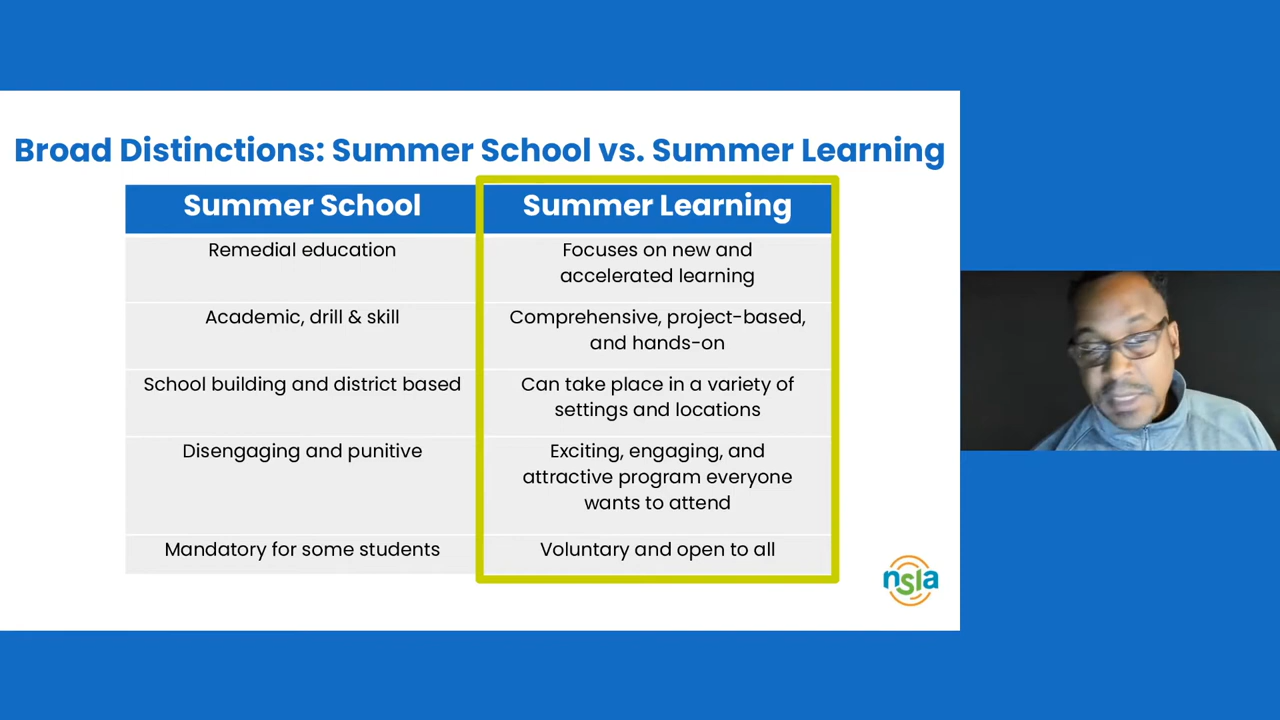 Broad Distinctions: Summer School vs. Summer Learning
Summer School
Summer Learning
Remedial education
Focuses on new and
accelerated learning
Academic, drill & skill
Comprehensive, project-based,
and hands-on
School building and district based
Can take place in a variety of
settings and locations
Disengaging and punitive
Exciting, engaging, and
attractive program everyone
wants to attend
Mandatory for some students
Voluntary and open to all
nsla